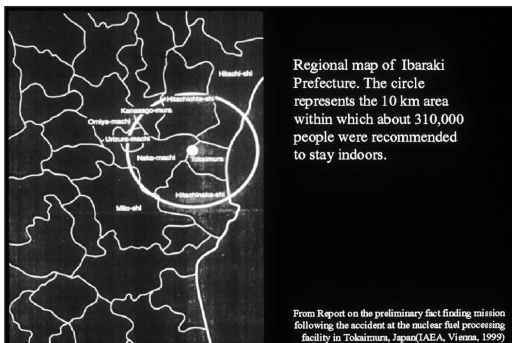 Hitachi-shi
Hitachiohta-shi
Kanasago-mura
Omiya-machi
Urizura-machi
Naka-machi
Tokaimura
Hitachinaka-shi
Mito-shi
Regional map of Ibaraki
Prefecture. The circle
represents the 10 km area
within which about 310,000
people were recommended
to stay indoors.
From Report on the preliminary fact finding mission
following the accident at the nuclear fuel processing
facility in Tokaimura, Japan(IAEA, Vienna, 1999)